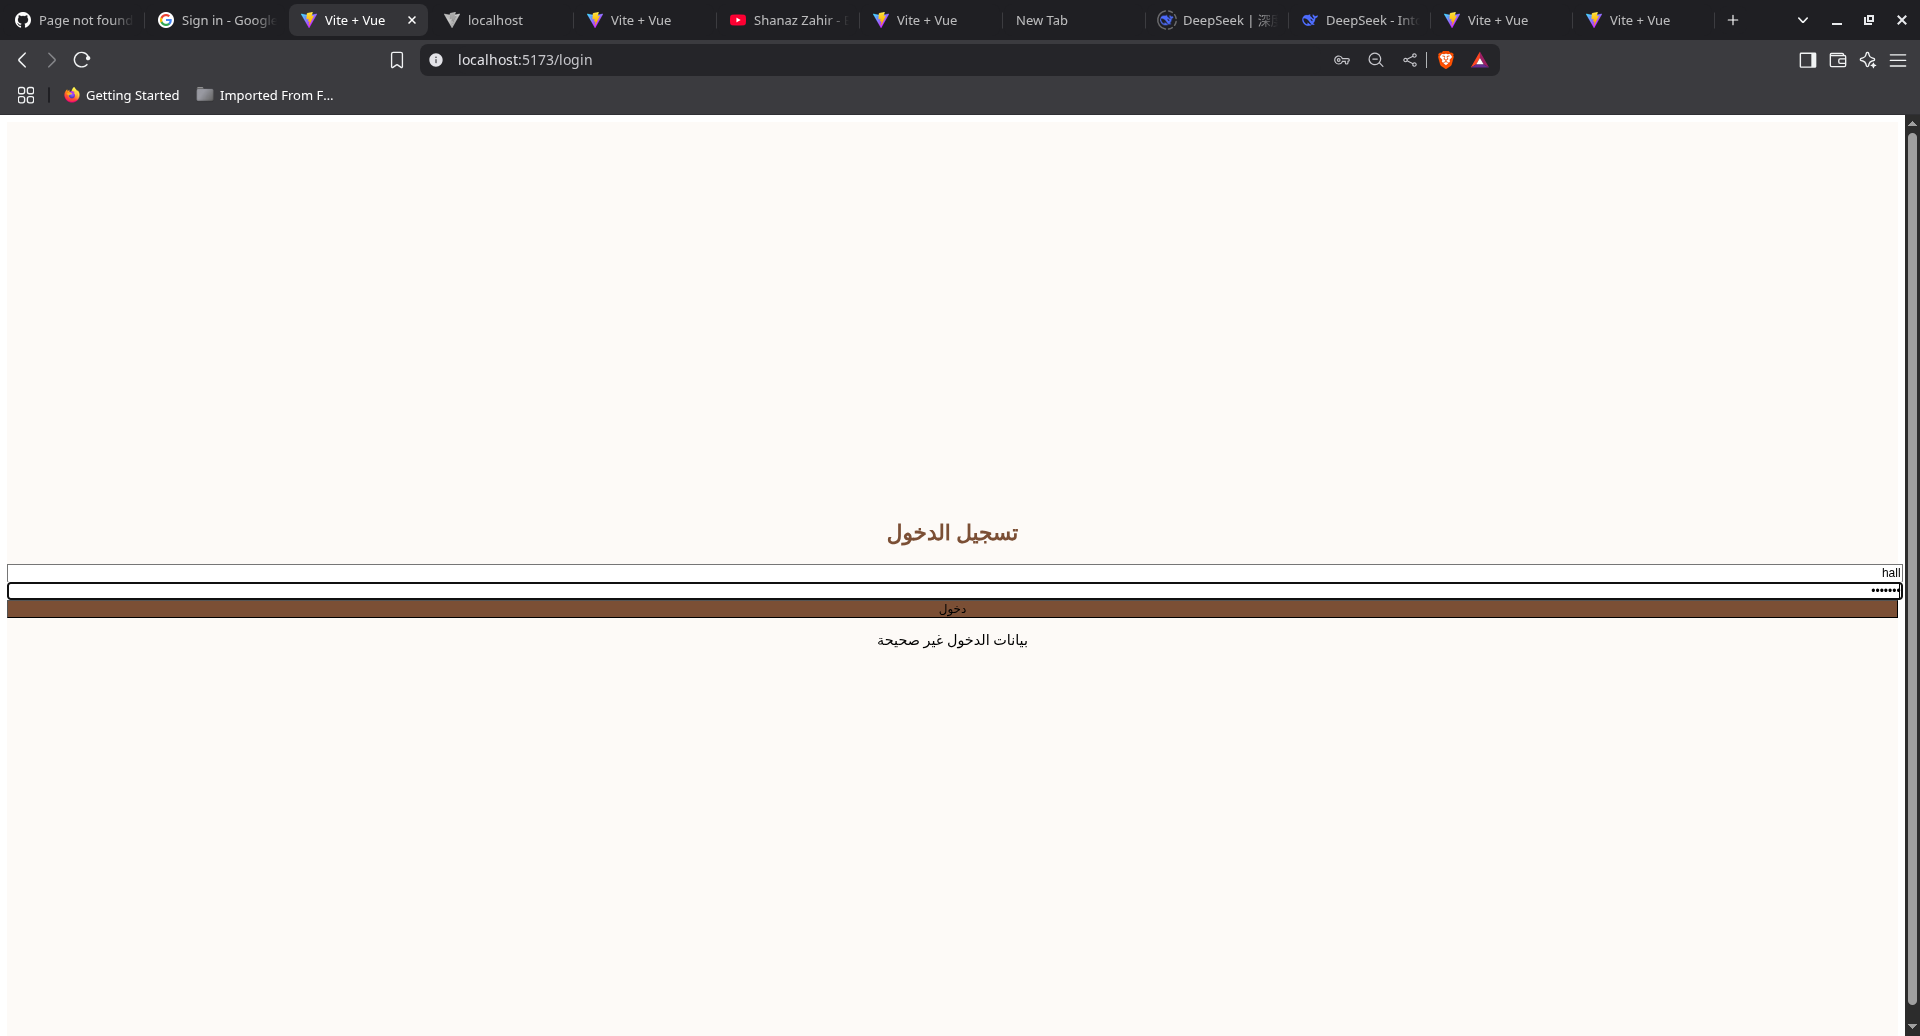 Page not found
Sign in - Google
Vite + Vue
localhost
Vite + Vue
Shanaz Zahir -
Vite + Vue
New Tab
DeepSeek | 深
DeepSeek - Int
Vite + Vue
Vite + Vue
localhost:5173/login
Getting Started
Imported From F...
تسجيل الدخول
hall
•••••••
دخول
بيانات الدخول غير صحيحة